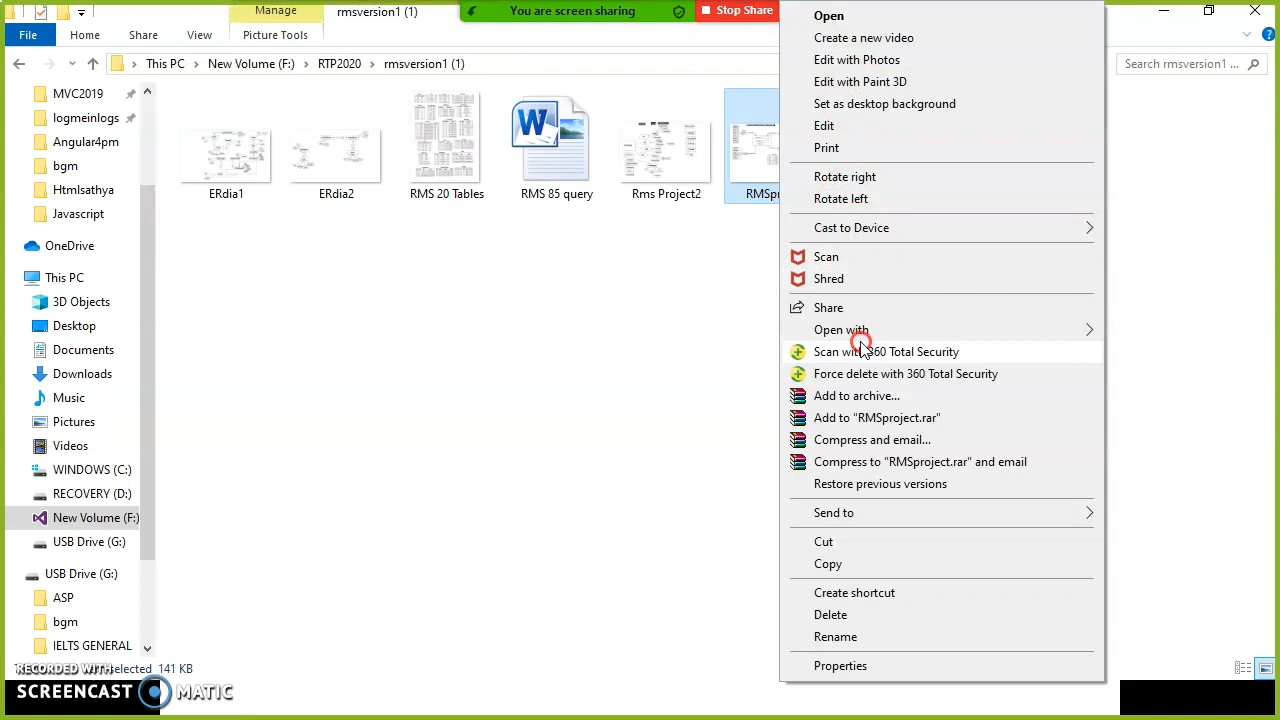 Manage
rmsversion1 (1)
You are screen sharing
Stop Share
File
Home
Share
View
Picture Tools
This PC
New Volume (F:)
RTP2020
rmsversion1 (1)
Search rmsversion1 ...
MVC2019
logmeinlogs
Angular4pm
bgm
Htmlsathya
Javascript
OneDrive
This PC
3D Objects
Desktop
Documents
Downloads
Music
Pictures
Videos
WINDOWS (C:)
RECOVERY (D:)
New Volume (F:)
USB Drive (G:)
USB Drive (G:)
ASP
bgm
IELTS GENERAL
ERdia1
ERdia2
RMS 20 Tables
RMS 85 query
Rms Project2
RMSpr
Open
Create a new video
Edit with Photos
Edit with Paint 3D
Set as desktop background
Edit
Print
Rotate right
Rotate left
Cast to Device
Scan
Shred
Share
Open with
Scan with 360 Total Security
Force delete with 360 Total Security
Add to archive...
Add to "RMSproject.rar"
Compress and email...
Compress to "RMSproject.rar" and email
Restore previous versions
Send to
Cut
Copy
Create shortcut
Delete
Rename
Properties
selected 141 KB
RECORDED WITH
SCREENCAST MATIC